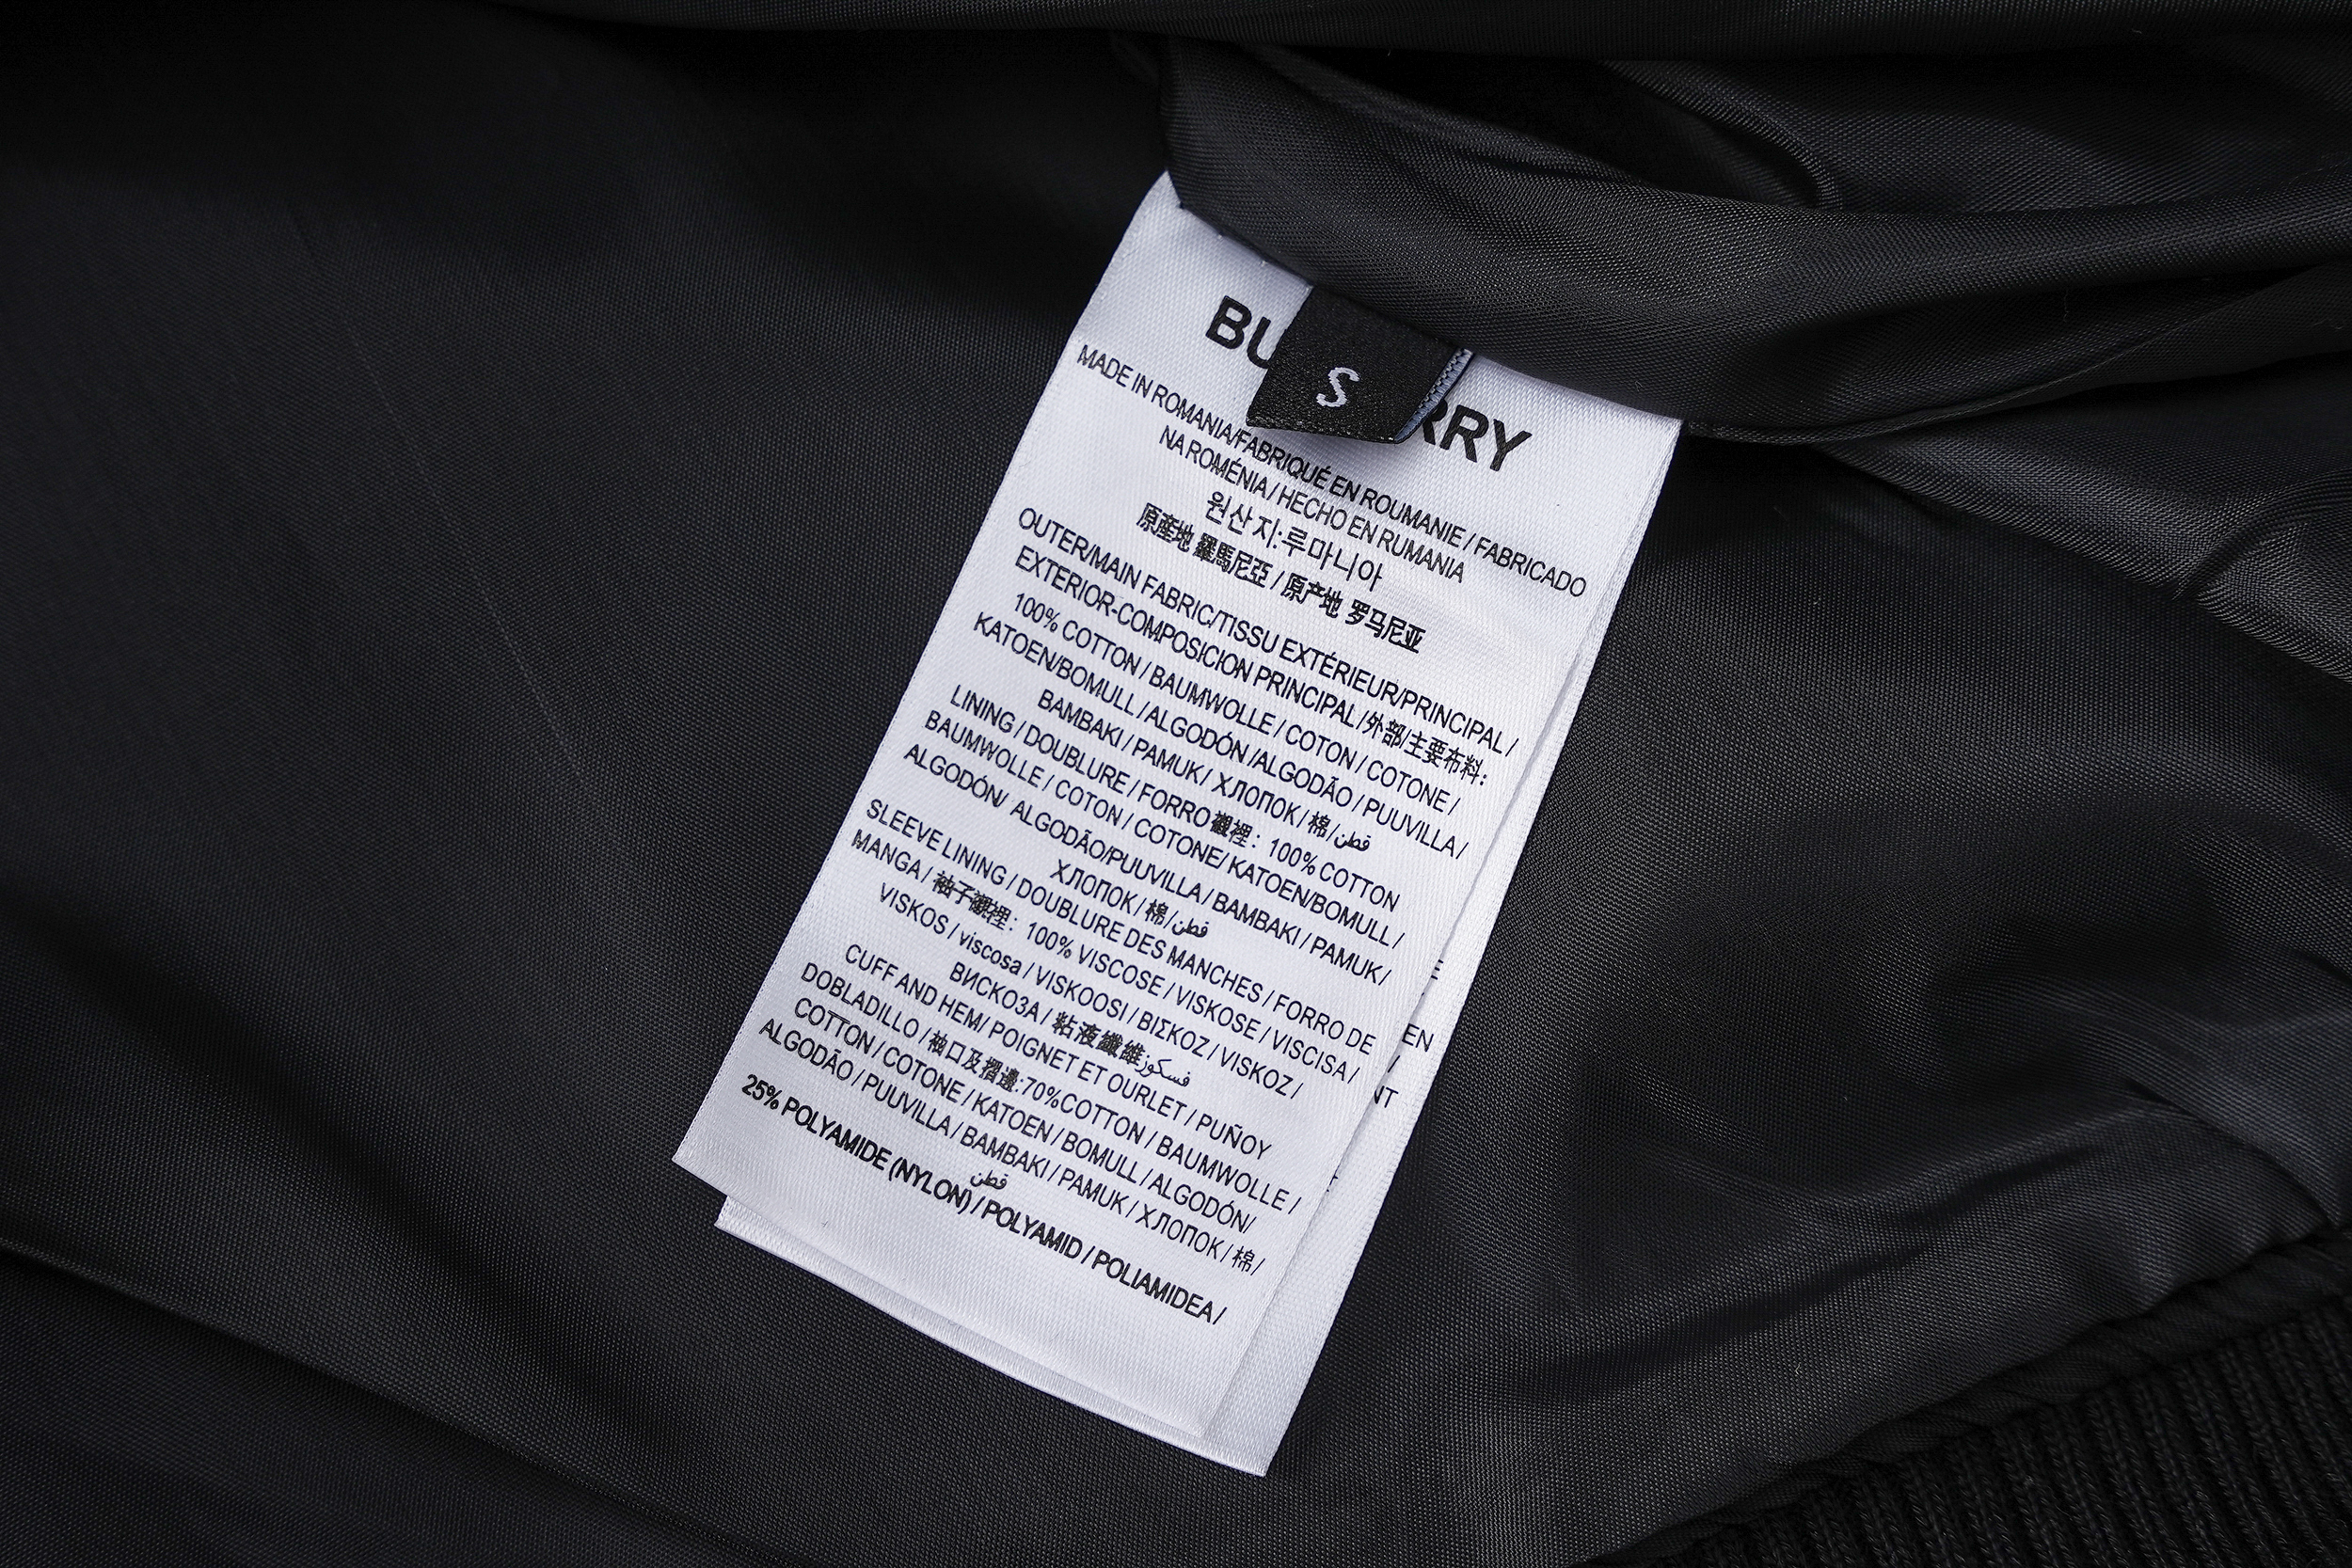 BU RRY
S
MADE IN ROMANIA/FABRIQUÉ EN ROUMANIE / FABRICADO
NA ROMÉNIA / HECHO EN RUMANIA
원산지:루마니아
原產地 羅馬尼亞 / 原产地 罗马尼亚
OUTER/MAIN FABRIC/TISSU EXTÉRIEUR/PRINCIPAL /
EXTERIOR-COMPOSICION PRINCIPAL/外部/主要布料:
100% COTTON / BAUMWOLLE / COTON / COTONE /
KATOEN/BOMULL / ALGODÓN /ALGODÃO / PUUVILLA /
BAMBAKI / PAMUK / ХЛОПОК / 棉 / قطن
LINING / DOUBLURE / FORRO 襯裡: 100% COTTON
BAUMWOLLE / COTON / COTONE/ KATOEN/BOMULL /
ALGODÓN/ ALGODÃO/PUUVILLA / BAMBAKI / PAMUK /
ХЛОПОК / 棉 / قطن
SLEEVE LINING / DOUBLURE DES MANCHES / FORRO DE
MANGA / 袖子襯裡: 100% VISCOSE / VISKOSE / VISCISA /
VISKOS / viscosa / VISKOOSI / ΒΙΣΚΟΖ / VISKOZ /
ВИСКОЗА / 粘液纖維:فسكوز
CUFF AND HEM/ POIGNET ET OURLET / PUÑOY
DOBLADILLO / 袖口及摺邊:70%COTTON / BAUMWOLLE /
COTTON / COTONE / KATOEN / BOMULL / ALGODÓN/
ALGODÃO / PUUVILLA / BAMBAKI / PAMUK / ХЛОПОК / 棉 /
قطن
25% POLYAMIDE (NYLON) / POLYAMID / POLIAMIDEA /
EN
NT